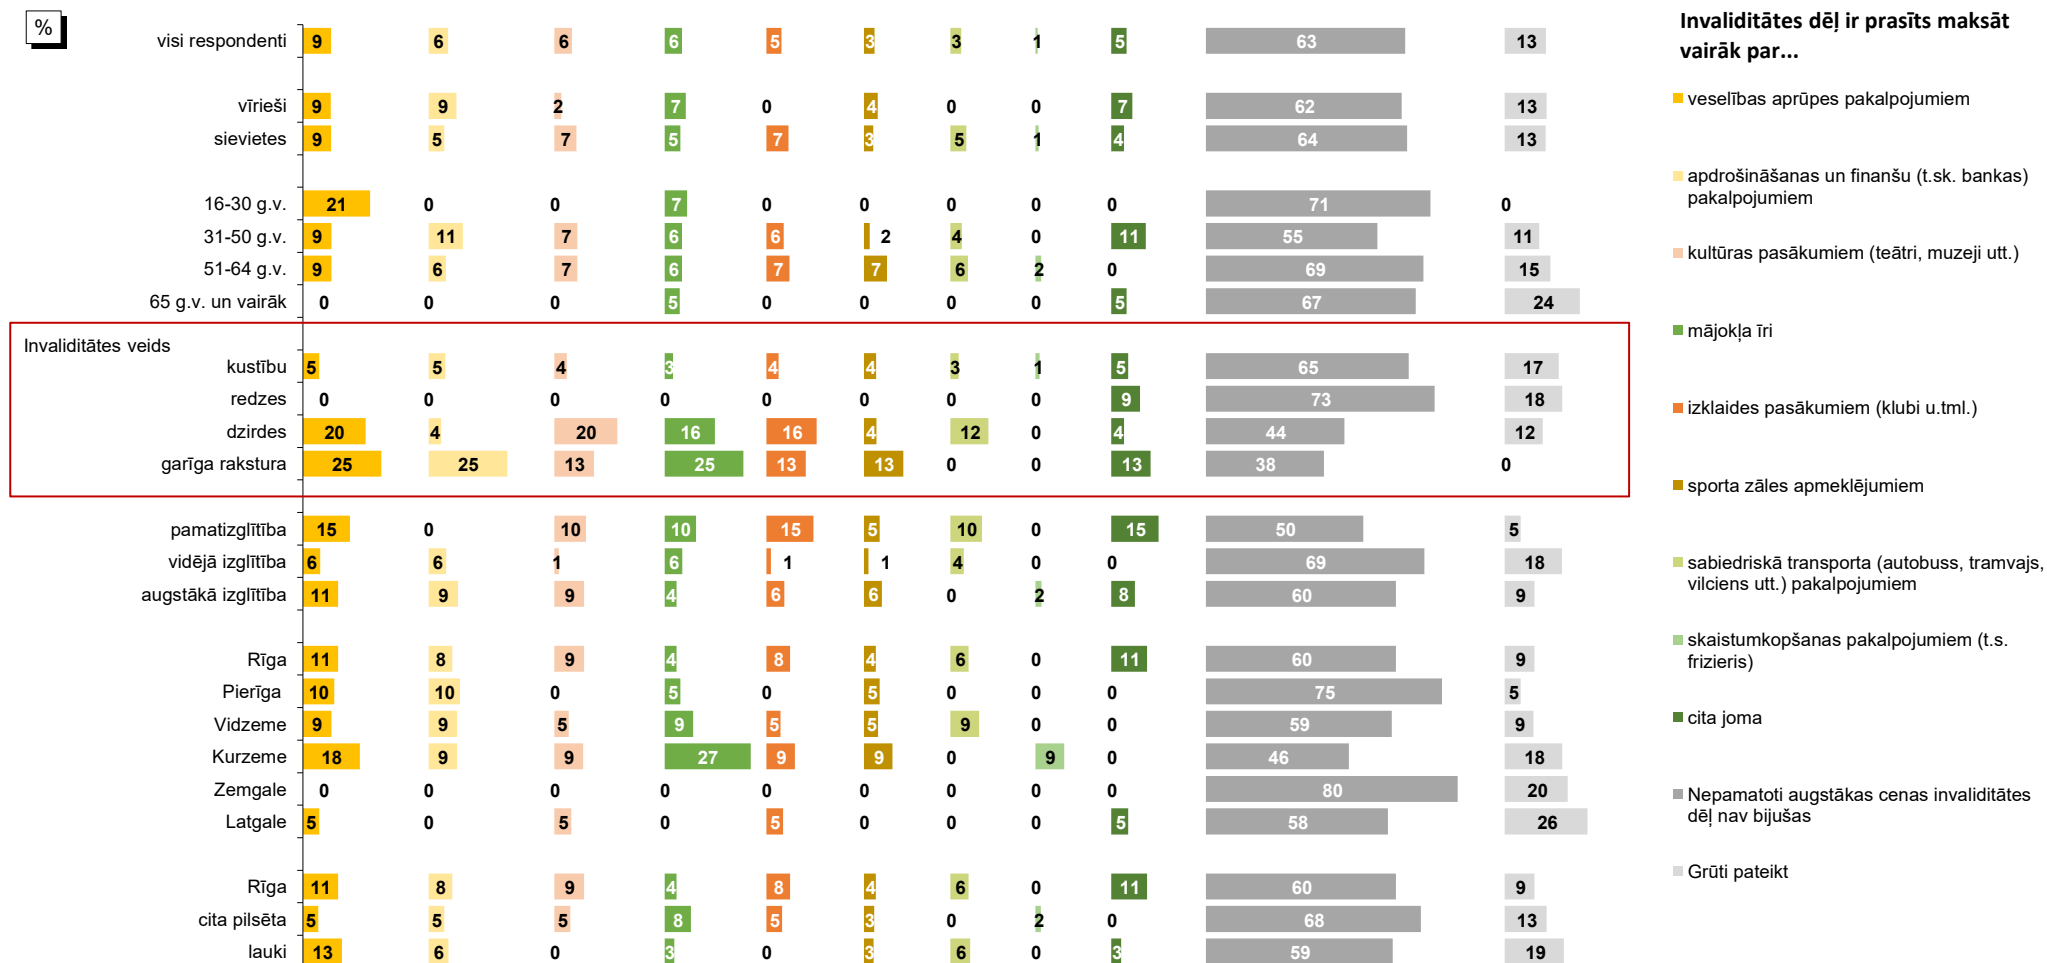 %
Invaliditātes dēļ ir prasīts maksāt
vairāk par...
visi respondenti 9 6 6 6 5 3 3 1 5 63 13
vīrieši 9 9 2 7 0 4 0 0 7 62 13
sievietes 9 5 7 5 7 3 5 1 4 64 13
16-30 g.v. 21 0 0 7 0 0 0 0 0 71 0
31-50 g.v. 9 11 7 6 6 2 4 0 11 55 11
51-64 g.v. 9 6 7 6 7 7 6 2 0 69 15
65 g.v. un vairāk 0 0 0 5 0 0 0 0 5 67 24
Invaliditātes veids
kustību 5 5 4 3 4 4 3 1 5 65 17
redzes 0 0 0 0 0 0 0 0 9 73 18
dzirdes 20 4 20 16 16 4 12 0 4 44 12
garīga rakstura 25 25 13 25 13 13 0 0 13 38 0
pamatizglītība 15 0 10 10 15 5 10 0 15 50 5
vidējā izglītība 6 6 1 6 1 1 4 0 0 69 18
augstākā izglītība 11 9 9 4 6 6 0 2 8 60 9
Rīga 11 8 9 4 8 4 6 0 11 60 9
Pierīga 10 10 0 5 0 5 0 0 0 75 5
Vidzeme 9 9 5 9 5 5 9 0 0 59 9
Kurzeme 18 9 9 27 9 9 0 9 0 46 18
Zemgale 0 0 0 0 0 0 0 0 0 80 20
Latgale 5 0 5 0 5 0 0 0 5 58 26
Rīga 11 8 9 4 8 4 6 0 11 60 9
cita pilsēta 5 5 5 8 5 3 0 2 0 68 13
lauki 13 6 0 3 0 3 6 0 3 59 19
veselības aprūpes pakalpojumiem
apdrošināšanas un finanšu (t.sk. bankas)
pakalpojumiem
kultūras pasākumiem (teātri, muzeji utt.)
mājokļa īri
izklaides pasākumiem (klubi u.tml.)
sporta zāles apmeklējumiem
sabiedriskā transporta (autobuss, tramvajs,
vilciens utt.) pakalpojumiem
skaistumkopšanas pakalpojumiem (t.s.
frizieris)
cita joma
Nepamatoti augstākas cenas invaliditātes
dēļ nav bijušas
Grūti pateikt